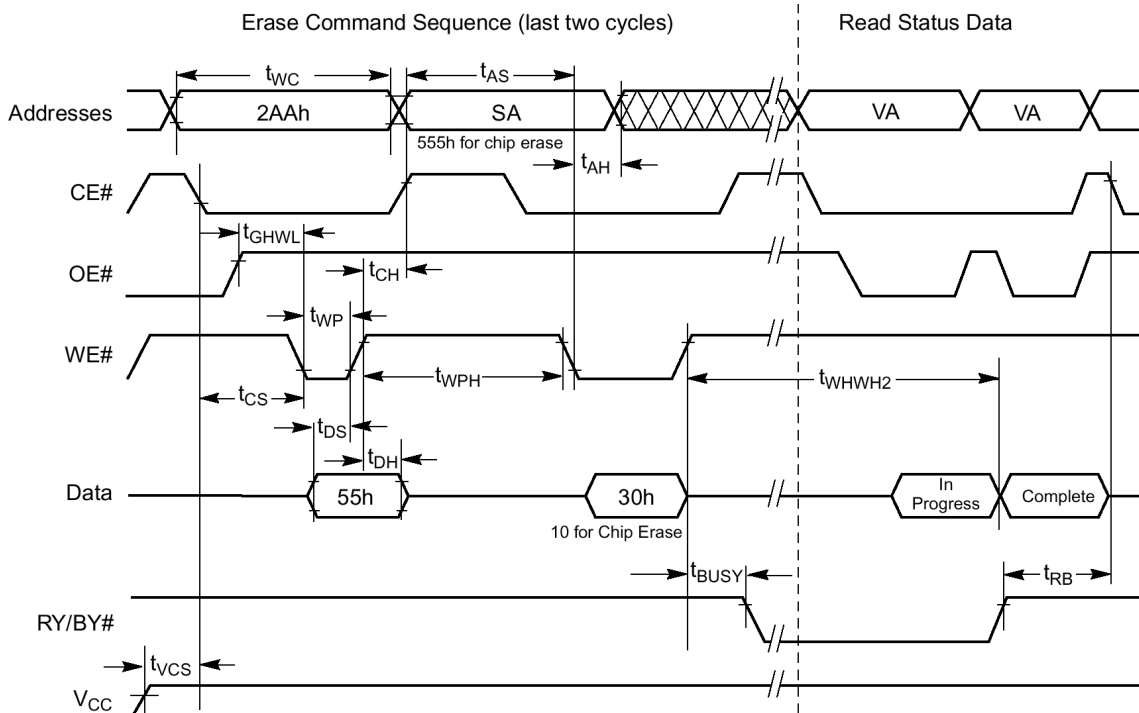 Erase Command Sequence (last two cycles)
Read Status Data
tWC
tAS
Addresses
2AAh
SA
VA
VA
555h for chip erase
tAH
CE#
tGHWL
OE#
tCH
tWP
WE#
tWPH
tWHWH2
tCS
tDS
tDH
Data
55h
30h
In
Progress
Complete
10 for Chip Erase
tBUSY
tRB
RY/BY#
tVCS
VCC